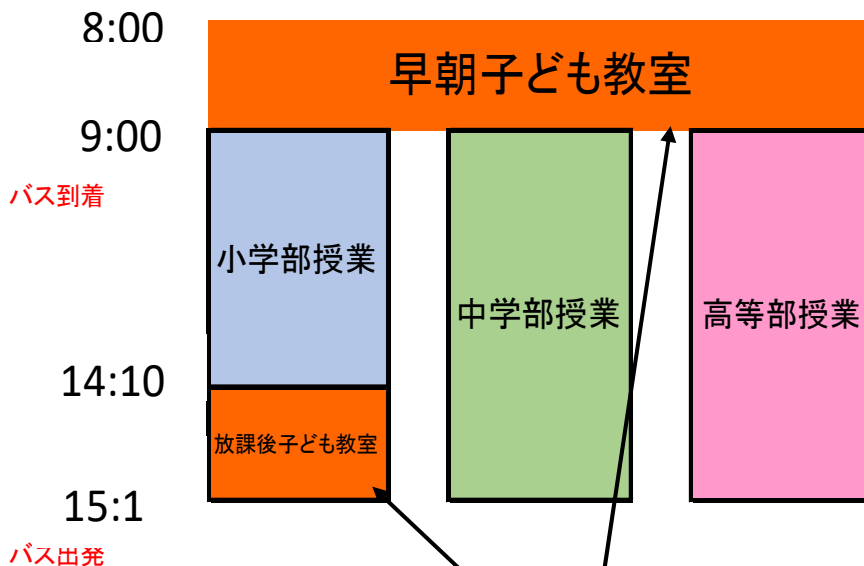 8:00
早朝子ども教室
9:00
バス到着
小学部授業
中学部授業
高等部授業
14:10
放課後子ども教室
15:1
バス出発